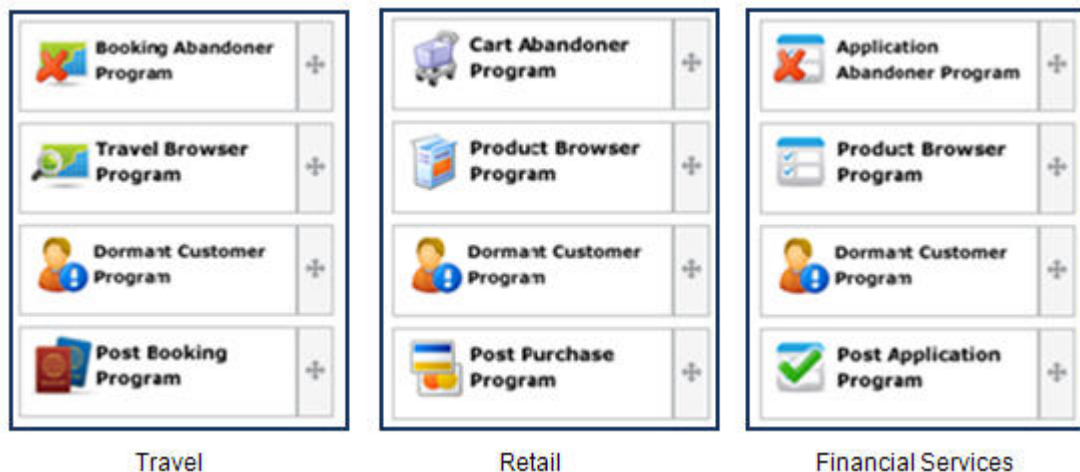 Booking Abandoner
Program
Travel Browser
Program
Dormant Customer
Program
Post Booking
Program
Travel
Cart Abandoner
Program
Product Browser
Program
Dormant Customer
Program
Post Purchase
Program
Retail
Application
Abandoner Program
Product Browser
Program
Dormant Customer
Program
Post Application
Program
Financial Services